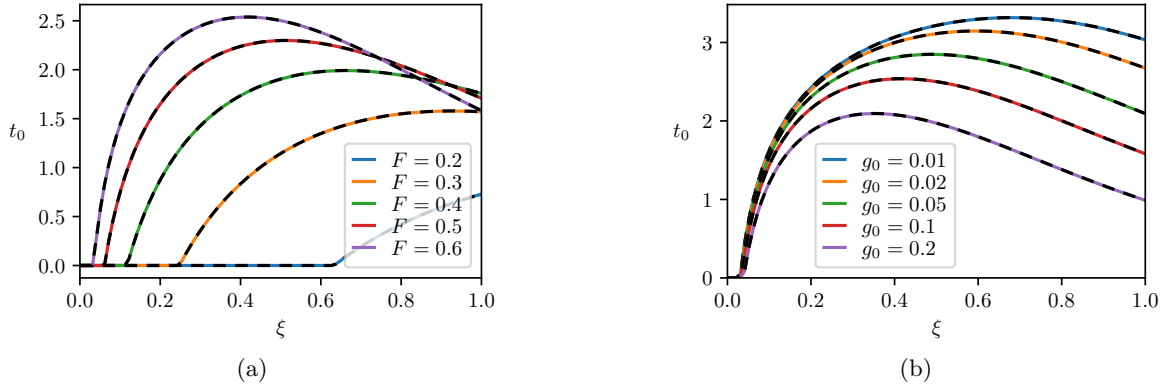 2.5
2.0
1.5
t₀
1.0
0.5
0.0
F = 0.2
F = 0.3
F = 0.4
F = 0.5
F = 0.6
0.0 0.2 0.4 0.6 0.8 1.0
ξ
(a)
3
2
t₀
1
0
g₀ = 0.01
g₀ = 0.02
g₀ = 0.05
g₀ = 0.1
g₀ = 0.2
0.0 0.2 0.4 0.6 0.8 1.0
ξ
(b)